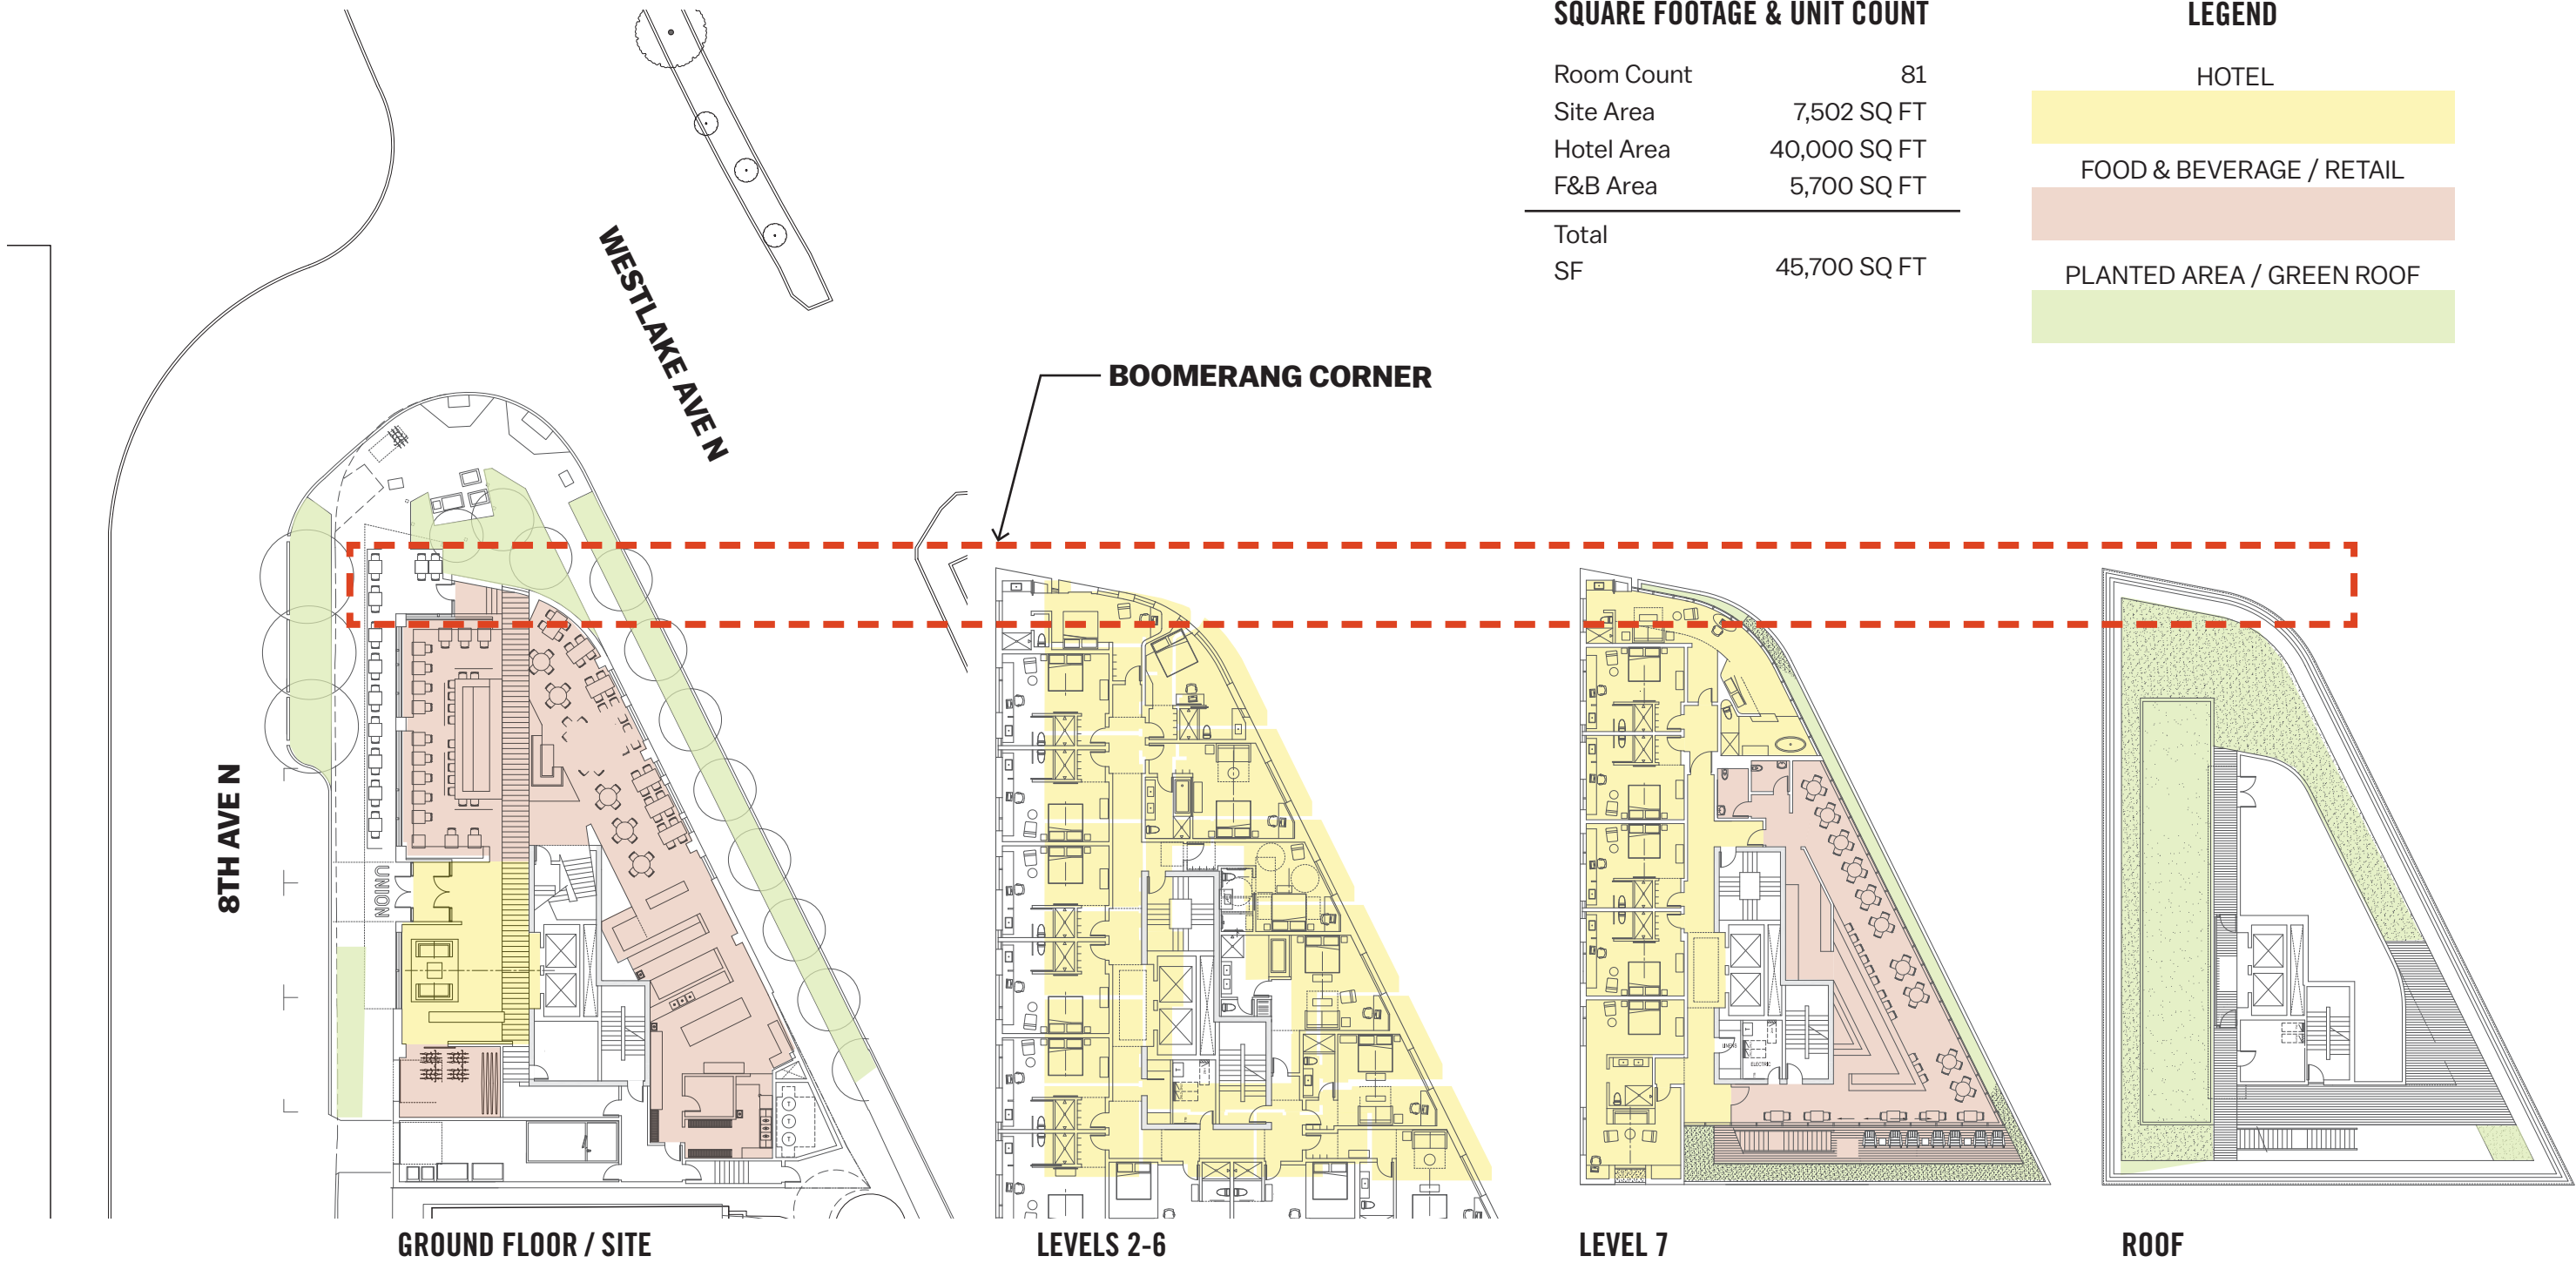 SQUARE FOOTAGE & UNIT COUNT
Room Count 81
Site Area 7,502 SQ FT
Hotel Area 40,000 SQ FT
F&B Area 5,700 SQ FT
Total
SF 45,700 SQ FT
LEGEND
HOTEL
FOOD & BEVERAGE / RETAIL
PLANTED AREA / GREEN ROOF
WESTLAKE AVE N
BOOMERANG CORNER
8TH AVE N
UNION
T
T
T
LINENS
ELECTRIC
GROUND FLOOR / SITE
LEVELS 2-6
LEVEL 7
ROOF